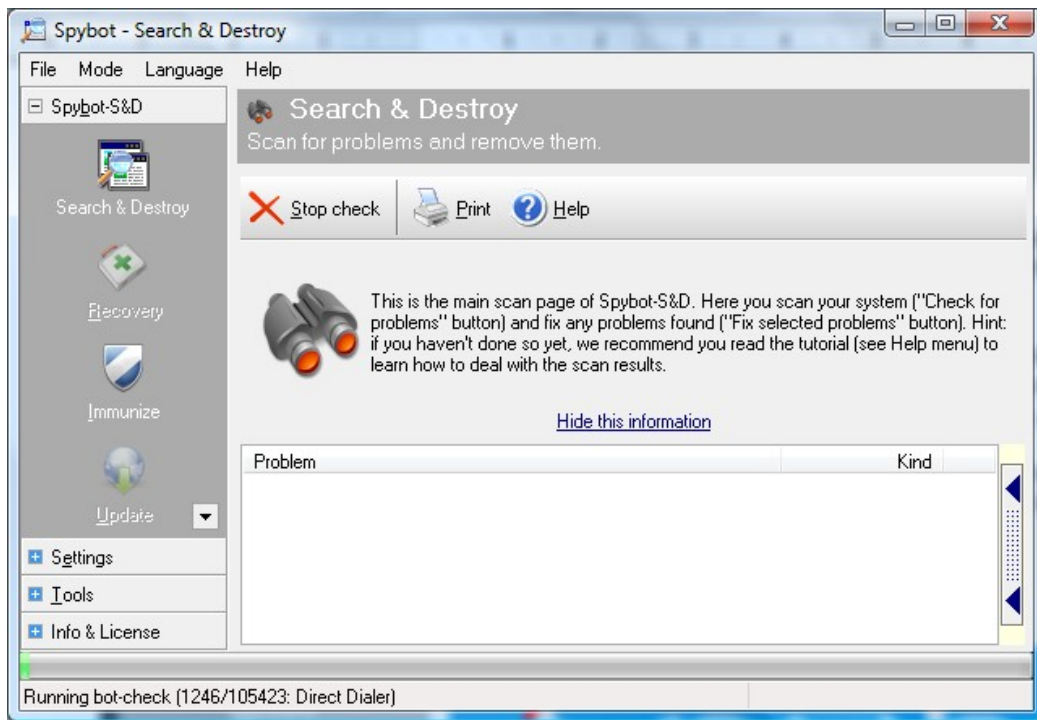 Spybot - Search & Destroy
File Mode Language Help
Spybot-S&D
Search & Destroy
Recovery
Immunize
Update
Settings
Tools
Info & License
Search & Destroy
Scan for problems and remove them.
Stop check Print Help
This is the main scan page of Spybot-S&D. Here you scan your system ("Check for
problems" button) and fix any problems found ("Fix selected problems" button). Hint:
if you haven't done so yet, we recommend you read the tutorial (see Help menu) to
learn how to deal with the scan results.
Hide this information
Problem Kind
Running bot-check (1246/105423: Direct Dialer)